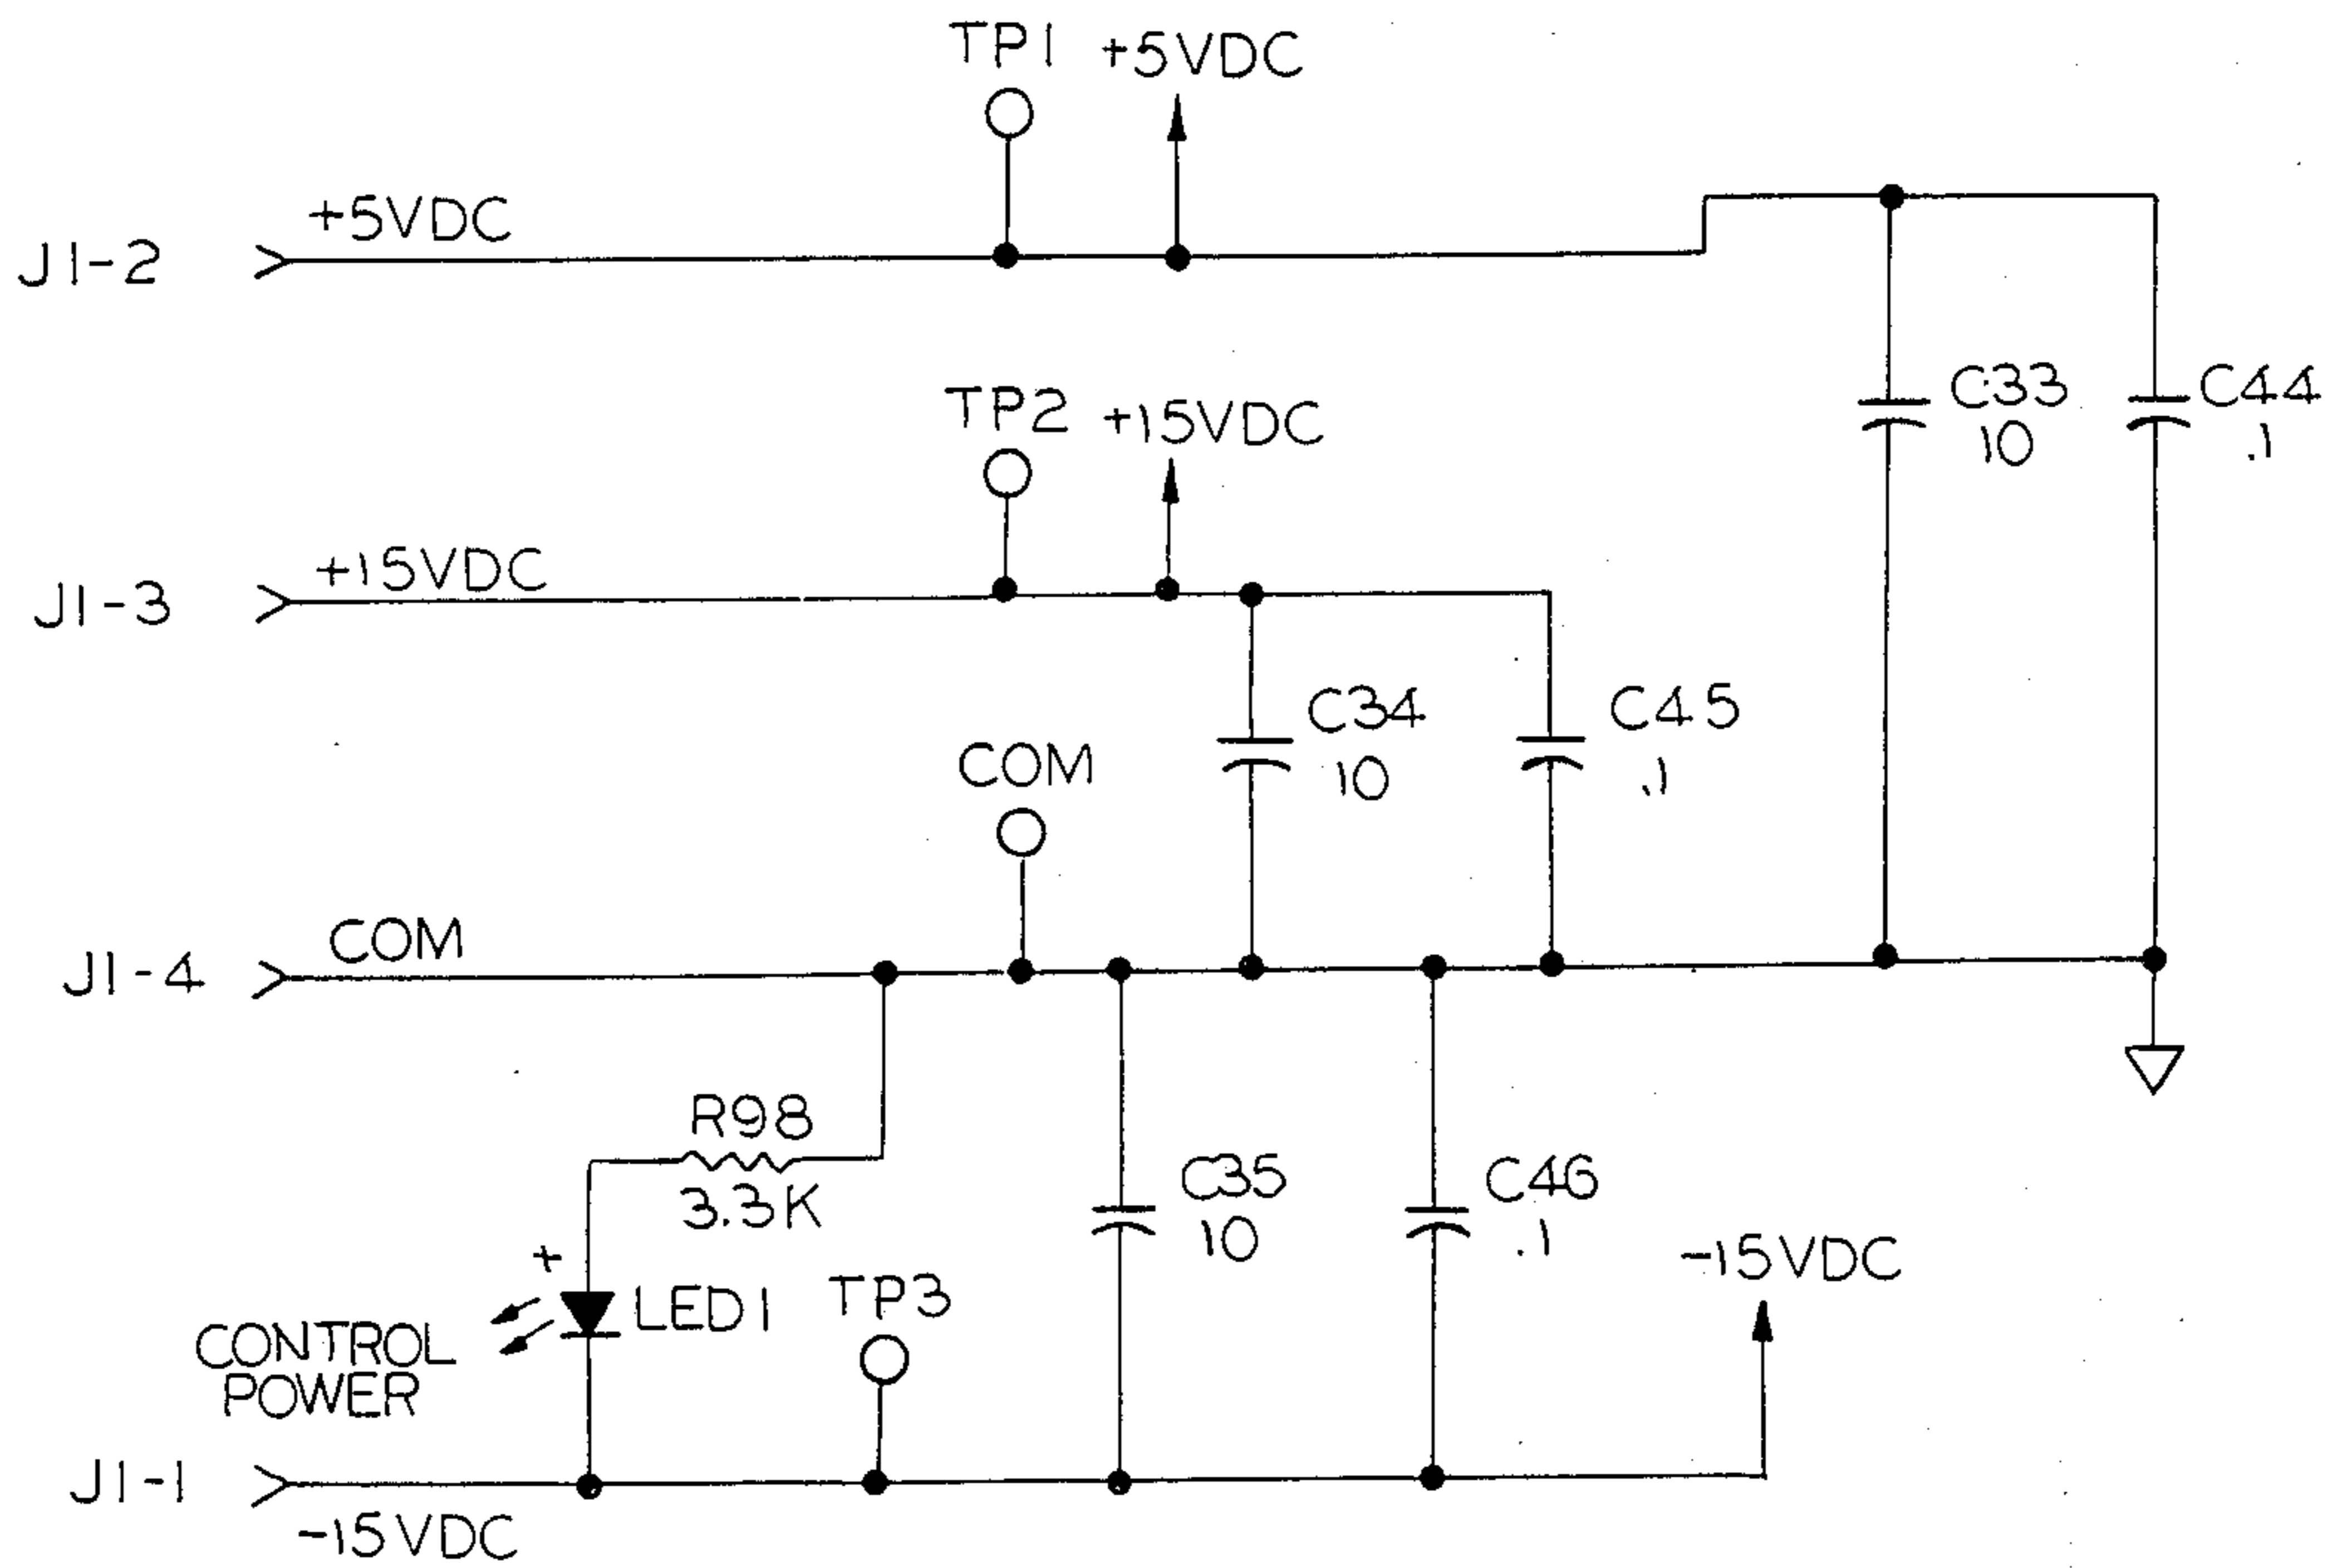 TP1
+5VDC
J1-2
+5VDC
C33
10
C44
.1
TP2
+15VDC
J1-3
+15VDC
C34
10
C45
.1
COM
J1-4
COM
R98
3.3K
+
LED1
CONTROL
POWER
TP3
C35
10
C46
.1
-15VDC
J1-1
-15VDC